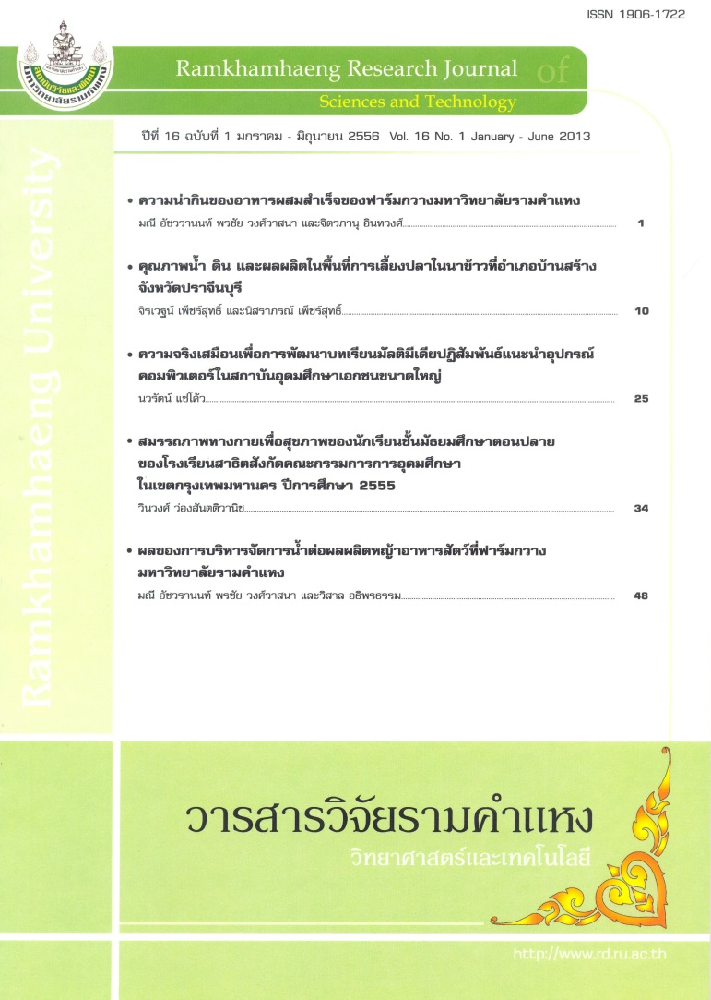 ISSN 1906-1722
Ramkhamhaeng Research Journal of
Sciences and Technology
ปีที่ 16 ฉบับที่ 1 มกราคม - มิถุนายน 2556 Vol. 16 No. 1 January - June 2013
Ramkhamhaeng University
• ความน่ากินของอาหารผสมสำเร็จของฟาร์มกวางมหาวิทยาลัยรามคำแหง
มณี อัชวรานนท์ พรชัย วงศ์วาสนา และจิตรภานุ อินทวงศ์ 1
• คุณภาพน้ำ ดิน และผลผลิตในพื้นที่การเลี้ยงปลาในนาข้าวที่อำเภอบ้านสร้าง
จังหวัดปราจีนบุรี
จิรเวฐน์ เพ็ชร์สุทธิ์ และนิสราภรณ์ เพ็ชร์สุทธิ์ 10
• ความจริงเสมือนเพื่อการพัฒนาบทเรียนมัลติมีเดียปฏิสัมพันธ์แนะนำอุปกรณ์
คอมพิวเตอร์ในสถาบันอุดมศึกษาเอกชนขนาดใหญ่
นวรัตน์ แซ่โค้ว 25
• สมรรถภาพทางกายเพื่อสุขภาพของนักเรียนชั้นมัธยมศึกษาตอนปลาย
ของโรงเรียนสาธิตสังกัดคณะกรรมการการอุดมศึกษา
ในเขตกรุงเทพมหานคร ปีการศึกษา 2555
วินวงศ์ ว่องสันตติวานิช 34
• ผลของการบริหารจัดการน้ำต่อผลผลิตหญ้าอาหารสัตว์ที่ฟาร์มกวาง
มหาวิทยาลัยรามคำแหง
มณี อัชวรานนท์ พรชัย วงศ์วาสนา และวิสาล อธิพรธรรม 48
วารสารวิจัยรามคำแหง
วิทยาศาสตร์และเทคโนโลยี
http://www.rd.ru.ac.th